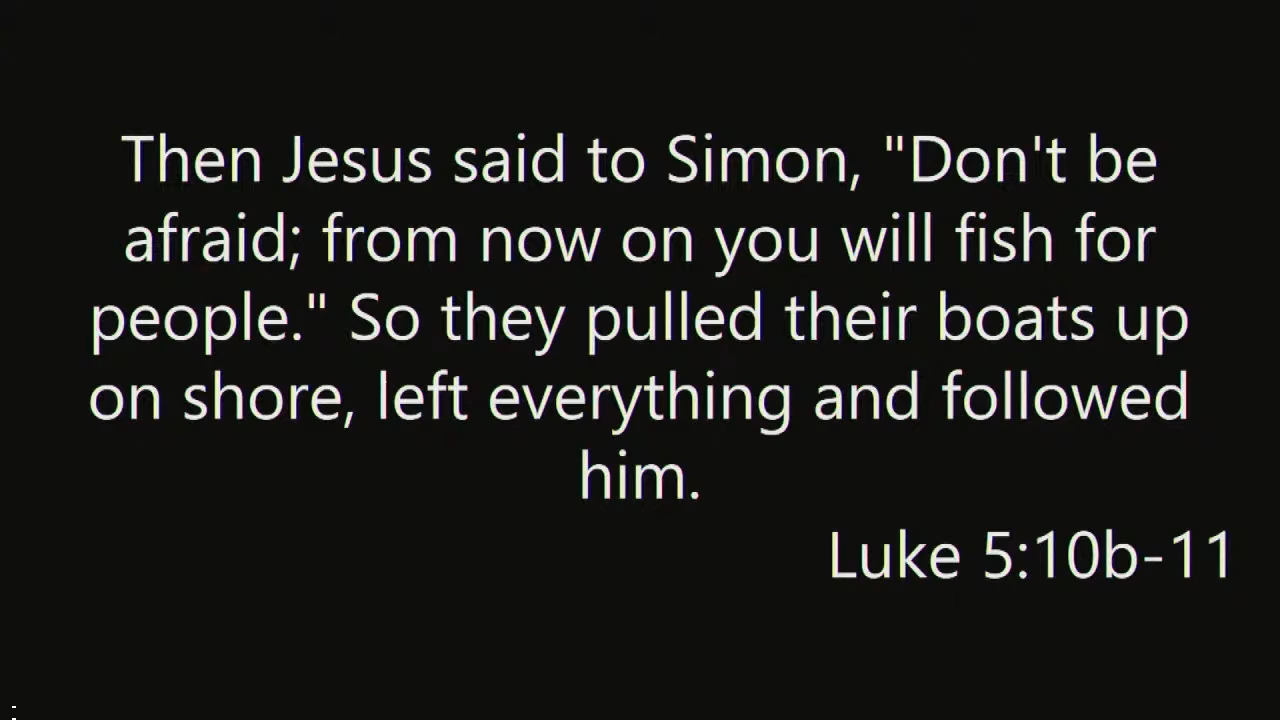 Then Jesus said to Simon, "Don't be
afraid; from now on you will fish for
people." So they pulled their boats up
on shore, left everything and followed
him.
Luke 5:10b-11